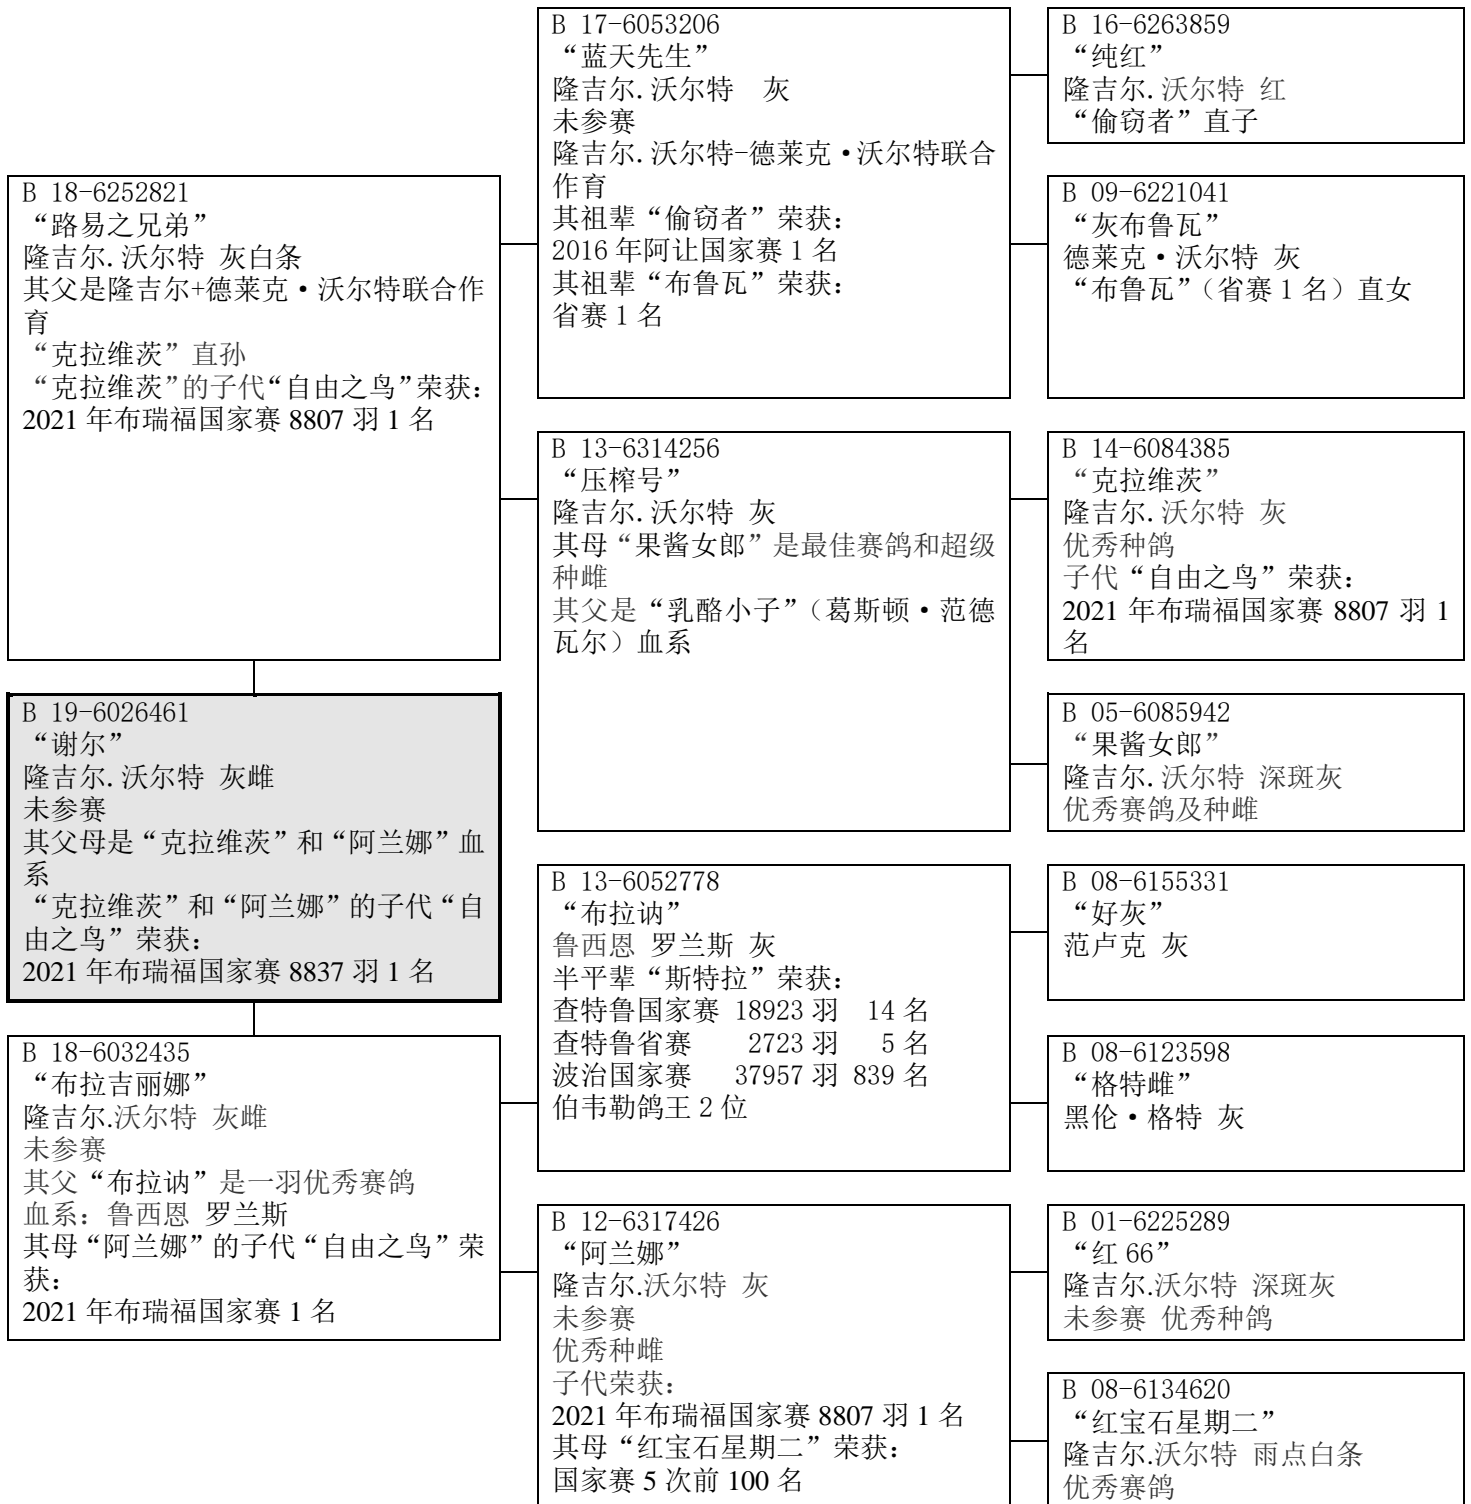 B 18-6252821
“路易之兄弟”
隆吉尔.沃尔特 灰白条
其父是隆吉尔+德莱克·沃尔特联合作
育
“克拉维茨”直孙
“克拉维茨”的子代“自由之鸟”荣获：
2021 年布瑞福国家赛 8807 羽 1 名
B 19-6026461
“谢尔”
隆吉尔.沃尔特 灰雌
未参赛
其父母是“克拉维茨”和“阿兰娜”血
系
“克拉维茨”和“阿兰娜”的子代“自
由之鸟”荣获：
2021 年布瑞福国家赛 8837 羽 1 名
B 18-6032435
“布拉吉丽娜”
隆吉尔.沃尔特 灰雌
未参赛
其父“布拉讷”是一羽优秀赛鸽
血系：鲁西恩 罗兰斯
其母“阿兰娜”的子代“自由之鸟”荣
获：
2021 年布瑞福国家赛 1 名
B 17-6053206
“蓝天先生”
隆吉尔.沃尔特 灰
未参赛
隆吉尔.沃尔特-德莱克·沃尔特联合
作育
其祖辈“偷窃者”荣获：
2016 年阿让国家赛 1 名
其祖辈“布鲁瓦”荣获：
省赛 1 名
B 13-6314256
“压榨号”
隆吉尔.沃尔特 灰
其母“果酱女郎”是最佳赛鸽和超级
种雌
其父是“乳酪小子”（葛斯顿·范德
瓦尔）血系
B 13-6052778
“布拉讷”
鲁西恩 罗兰斯 灰
半平辈“斯特拉”荣获：
查特鲁国家赛 18923 羽 14 名
查特鲁省赛 2723 羽 5 名
波治国家赛 37957 羽 839 名
伯韦勒鸽王 2 位
B 12-6317426
“阿兰娜”
隆吉尔.沃尔特 灰
未参赛
优秀种雌
子代荣获：
2021 年布瑞福国家赛 8807 羽 1 名
其母“红宝石星期二”荣获：
国家赛 5 次前 100 名
B 16-6263859
“纯红”
隆吉尔.沃尔特 红
“偷窃者”直子
B 09-6221041
“灰布鲁瓦”
德莱克·沃尔特 灰
“布鲁瓦”（省赛 1 名）直女
B 14-6084385
“克拉维茨”
隆吉尔.沃尔特 灰
优秀种鸽
子代“自由之鸟”荣获：
2021 年布瑞福国家赛 8807 羽 1
名
B 05-6085942
“果酱女郎”
隆吉尔.沃尔特 深斑灰
优秀赛鸽及种雌
B 08-6155331
“好灰”
范卢克 灰
B 08-6123598
“格特雌”
黑伦·格特 灰
B 01-6225289
“红 66”
隆吉尔.沃尔特 深斑灰
未参赛 优秀种鸽
B 08-6134620
“红宝石星期二”
隆吉尔.沃尔特 雨点白条
优秀赛鸽